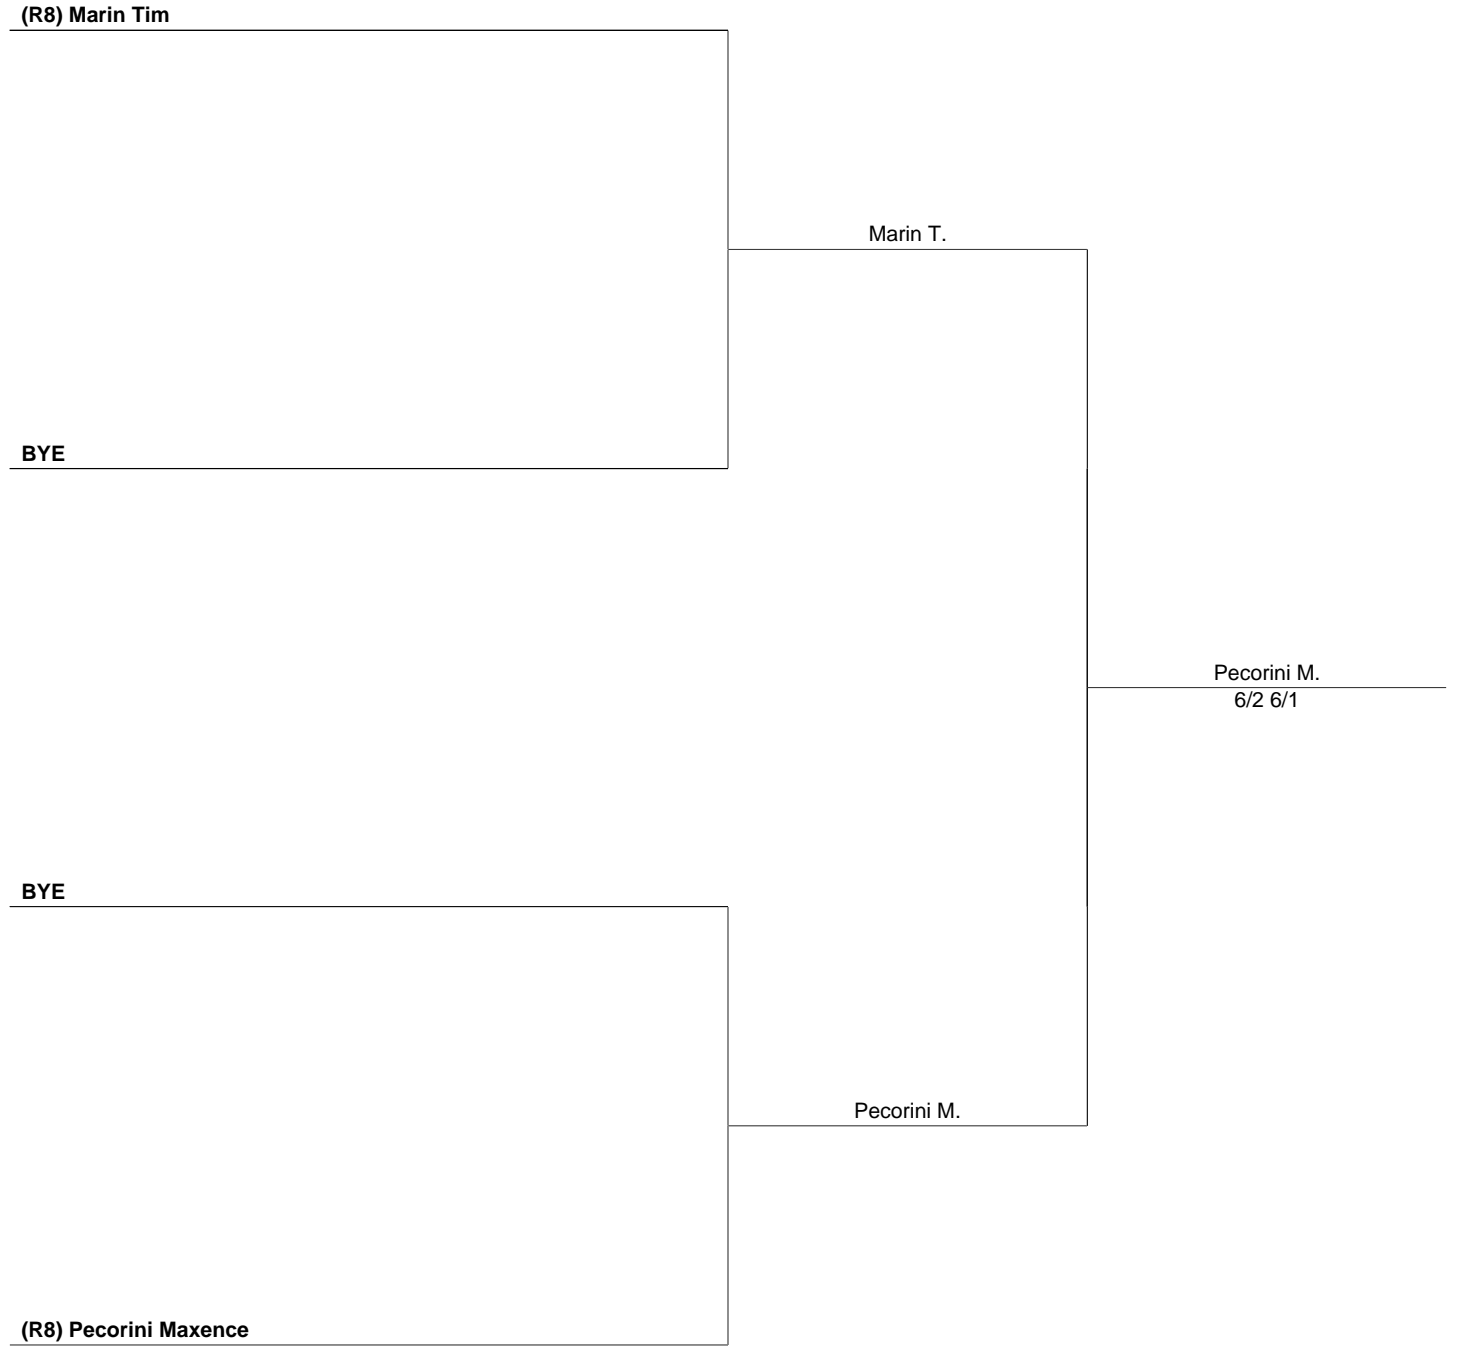 (R8) Marin Tim
Marin T.
BYE
Pecorini M.
6/2 6/1
BYE
Pecorini M.
(R8) Pecorini Maxence